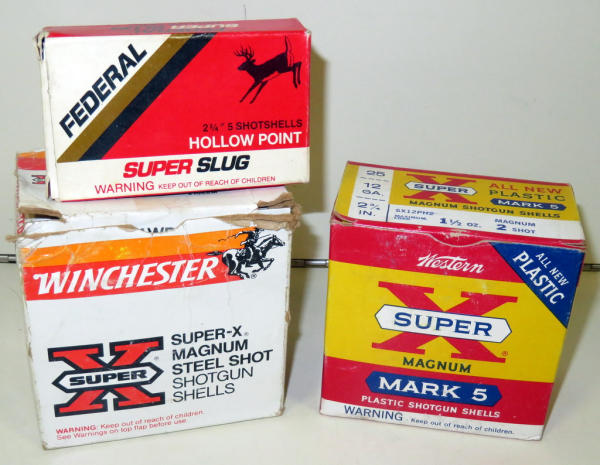 FEDERAL
2¾" 5 SHOTSHELLS
HOLLOW POINT
SUPER SLUG
WARNING KEEP OUT OF REACH OF CHILDREN
WINCHESTER
®
SUPER
X
®
SUPER-X®
MAGNUM
STEEL SHOT
SHOTGUN
SHELLS
WARNING: Keep out of reach of children.
See Warnings on top flap before use.
25
12
GA.
2¾
IN.
X
SUPER
ALL NEW
PLASTIC
MARK 5
MAGNUM SHOTGUN SHELLS
1½ OZ.
MAGNUM
2 SHOT
Western
ALL NEW
PLASTIC
X
SUPER
®
MAGNUM
MARK 5
PLASTIC SHOTGUN SHELLS
WARNING Keep out of reach of children.